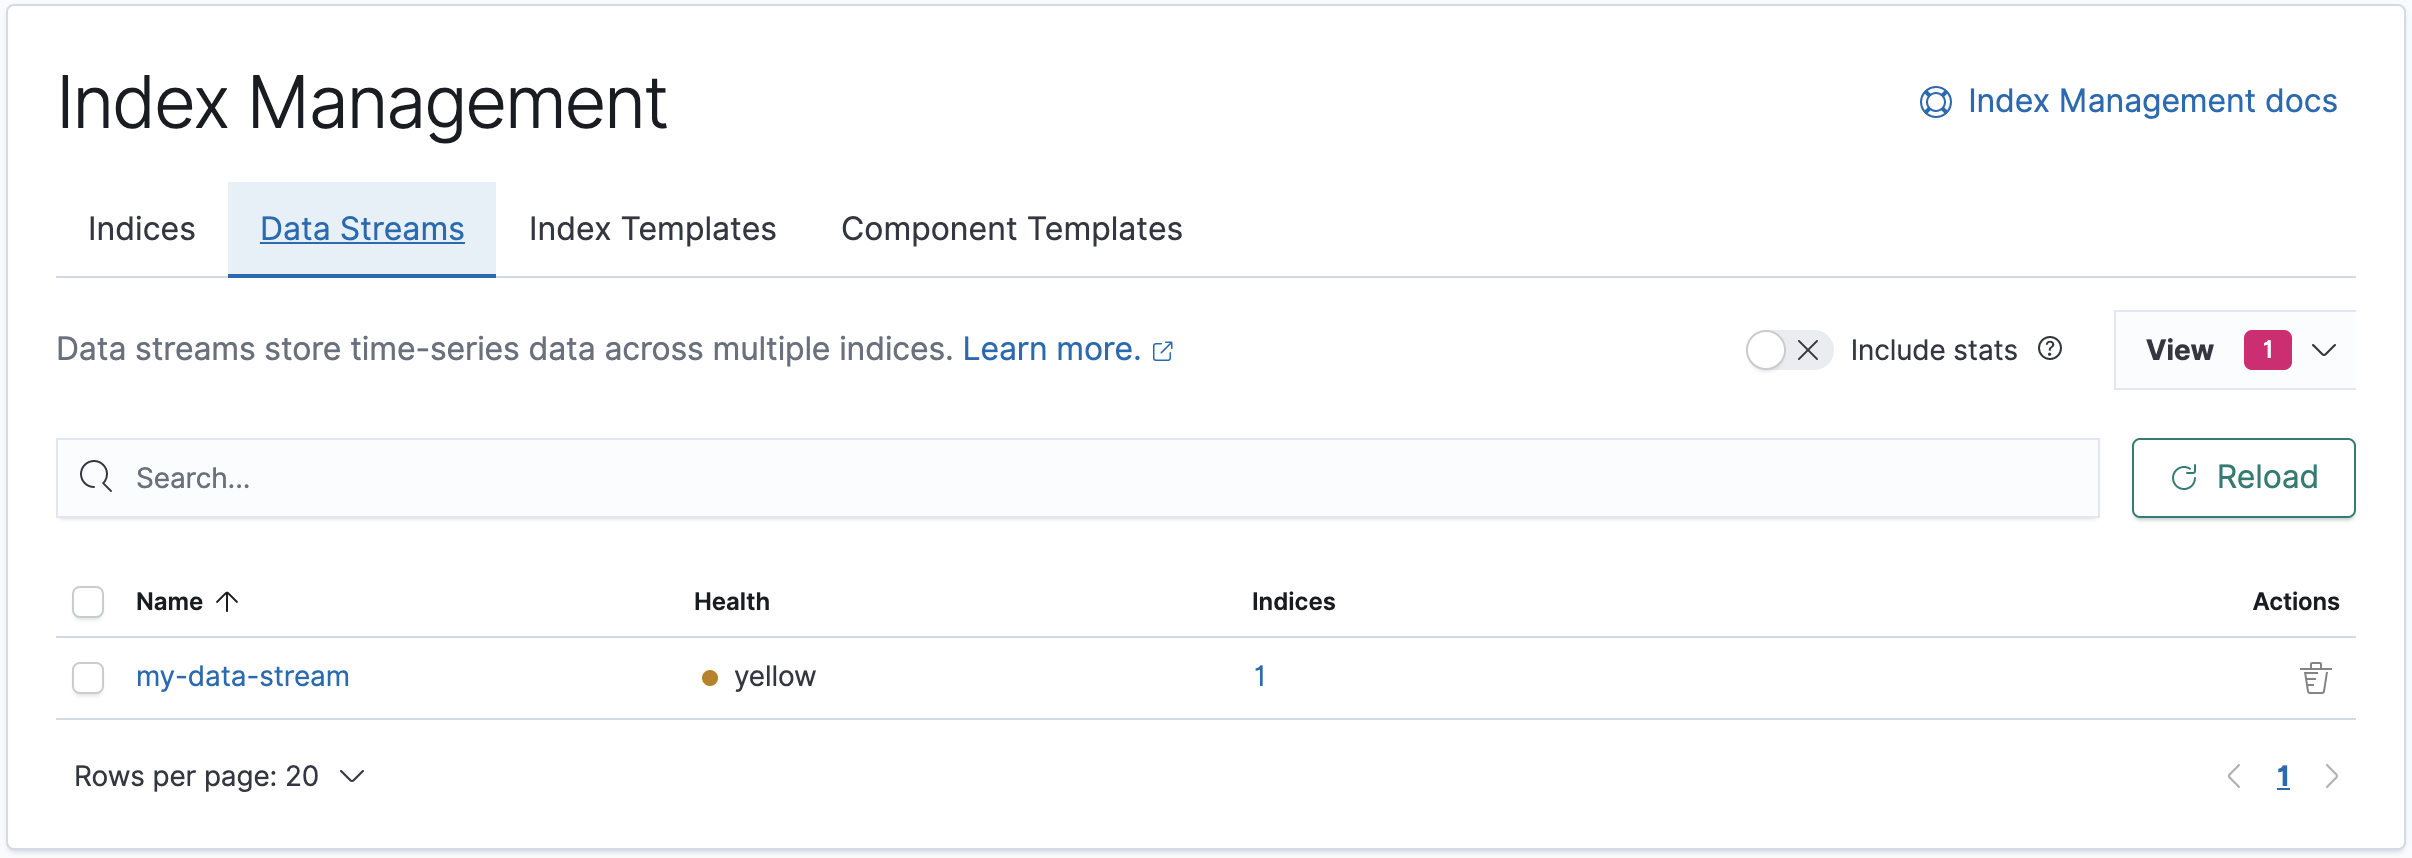 Index Management
Index Management docs
Indices Data Streams Index Templates Component Templates
Data streams store time-series data across multiple indices. Learn more. Include stats View 1
Search... Reload
Name Health Indices Actions
my-data-stream yellow 1
Rows per page: 20 1